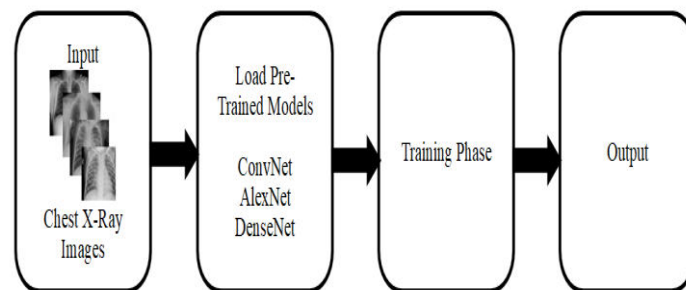 Input
Chest X-Ray
Images
Load Pre-
Trained Models
ConvNet
AlexNet
DenseNet
Training Phase
Output